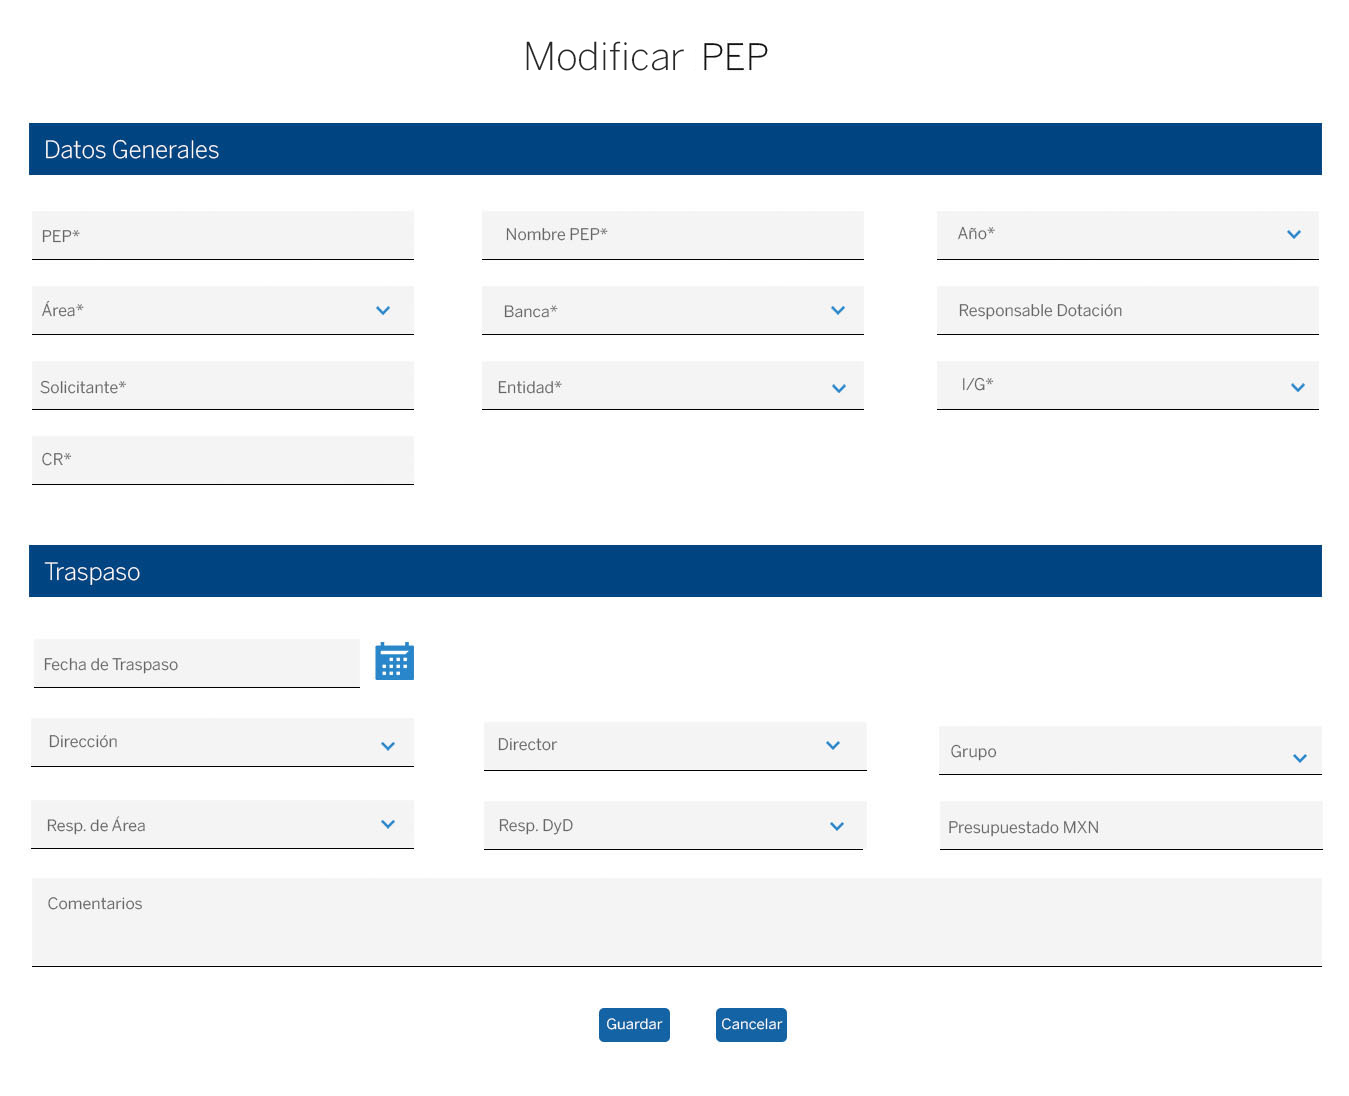 Modificar PEP
Datos Generales
PEP*
Nombre PEP*
Año*
Área*
Banca*
Responsable Dotación
Solicitante*
Entidad*
I/G*
CR*
Traspaso
Fecha de Traspaso
Dirección
Director
Grupo
Resp. de Área
Resp. DyD
Presupuestado MXN
Comentarios
Guardar
Cancelar